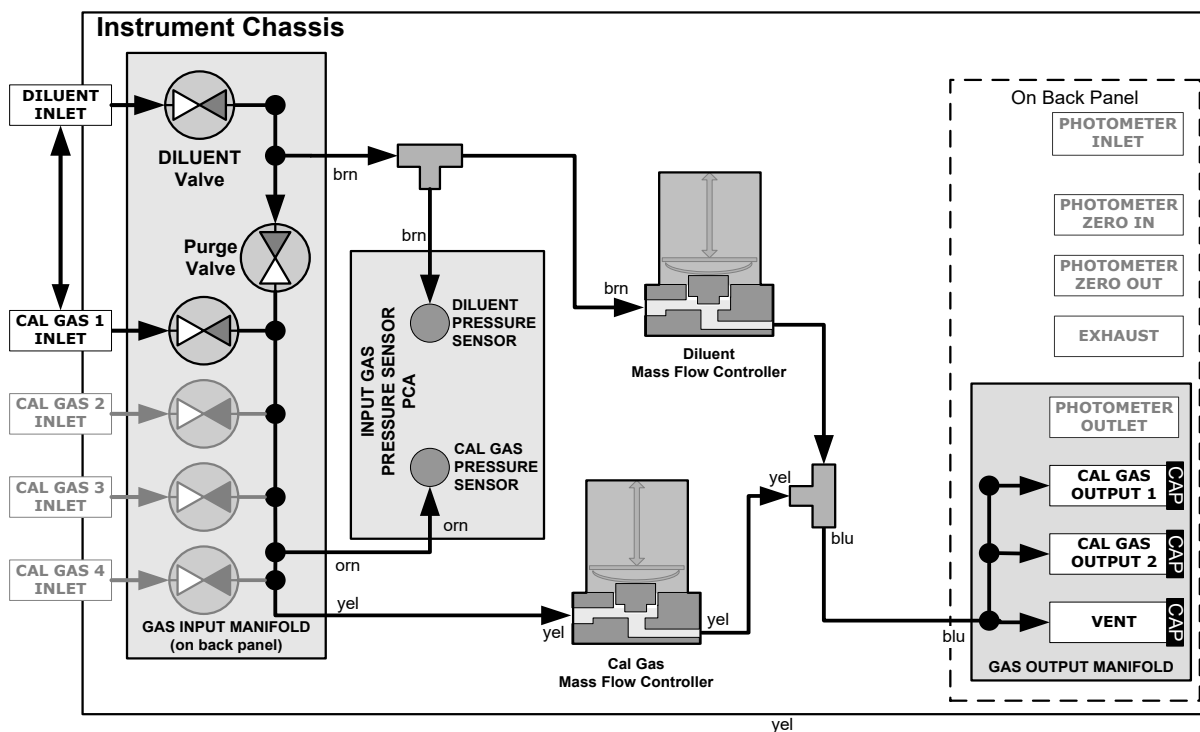 Instrument Chassis
DILUENT
INLET
DILUENT
Valve
brn
brn
Purge
Valve
CAL GAS 1
INLET
CAL GAS 2
INLET
CAL GAS 3
INLET
CAL GAS 4
INLET
GAS INPUT MANIFOLD
(on back panel)
INPUT GAS
PRESSURE SENSOR
PCA
DILUENT
PRESSURE
SENSOR
CAL GAS
PRESSURE
SENSOR
orn
orn
yel
yel
brn
Diluent
Mass Flow Controller
yel
Cal Gas
Mass Flow Controller
yel
blu
blu
On Back Panel
PHOTOMETER
INLET
PHOTOMETER
ZERO IN
PHOTOMETER
ZERO OUT
EXHAUST
PHOTOMETER
OUTLET
CAL GAS
OUTPUT 1
CAP
CAL GAS
OUTPUT 2
CAP
VENT
CAP
GAS OUTPUT MANIFOLD
yel